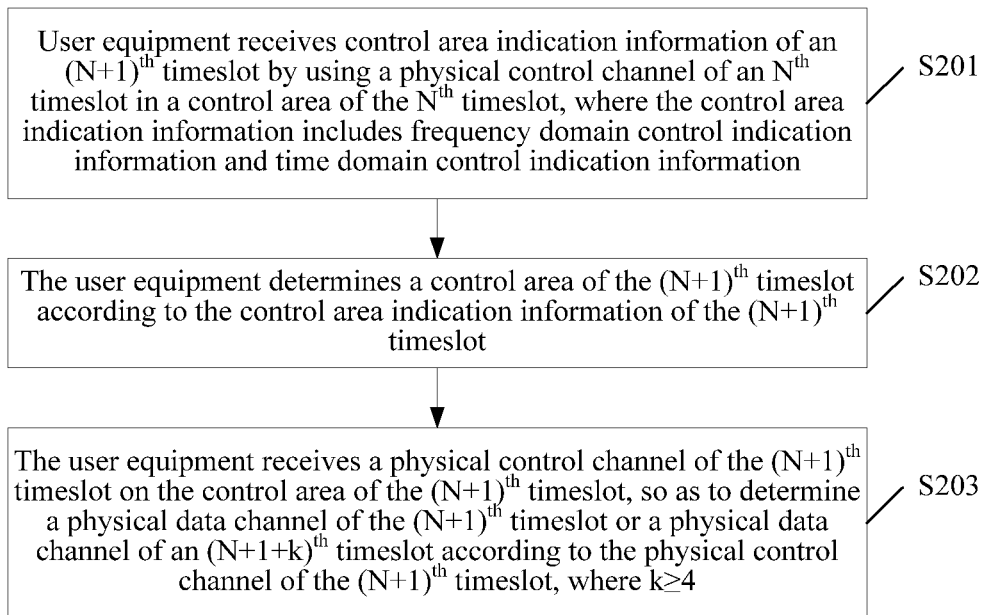 User equipment receives control area indication information of an
(N+1)th timeslot by using a physical control channel of an Nth
timeslot in a control area of the Nth timeslot, where the control area
indication information includes frequency domain control indication
information and time domain control indication information
S201
The user equipment determines a control area of the (N+1)th timeslot
according to the control area indication information of the (N+1)th
timeslot
S202
The user equipment receives a physical control channel of the (N+1)th
timeslot on the control area of the (N+1)th timeslot, so as to determine
a physical data channel of the (N+1)th timeslot or a physical data
channel of an (N+1+k)th timeslot according to the physical control
channel of the (N+1)th timeslot, where k≥4
S203